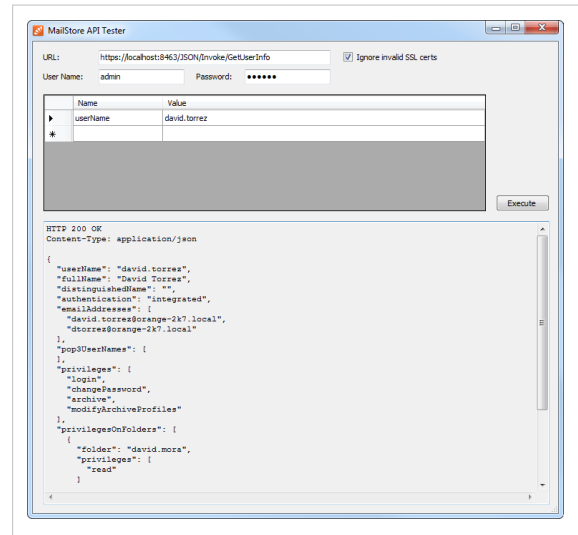 MailStore API Tester
URL: https://localhost:8463/JSON/Invoke/GetUserInfo Ignore invalid SSL certs
User Name: admin Password: ••••••
Name Value
userName david.torrez
Execute
HTTP 200 OK
Content-Type: application/json
{
"userName": "david.torrez",
"fullName": "David Torrez",
"distinguishedName": "",
"authentication": "integrated",
"emailAddresses": [
"david.torrez@orange-2k7.local",
"dtorrez@orange-2k7.local"
],
"pop3UserNames": [
],
"privileges": [
"login",
"changePassword",
"archive",
"modifyArchiveProfiles"
],
"privilegesOnFolders": [
{
"folder": "david.mora",
"privileges": [
"read"
]